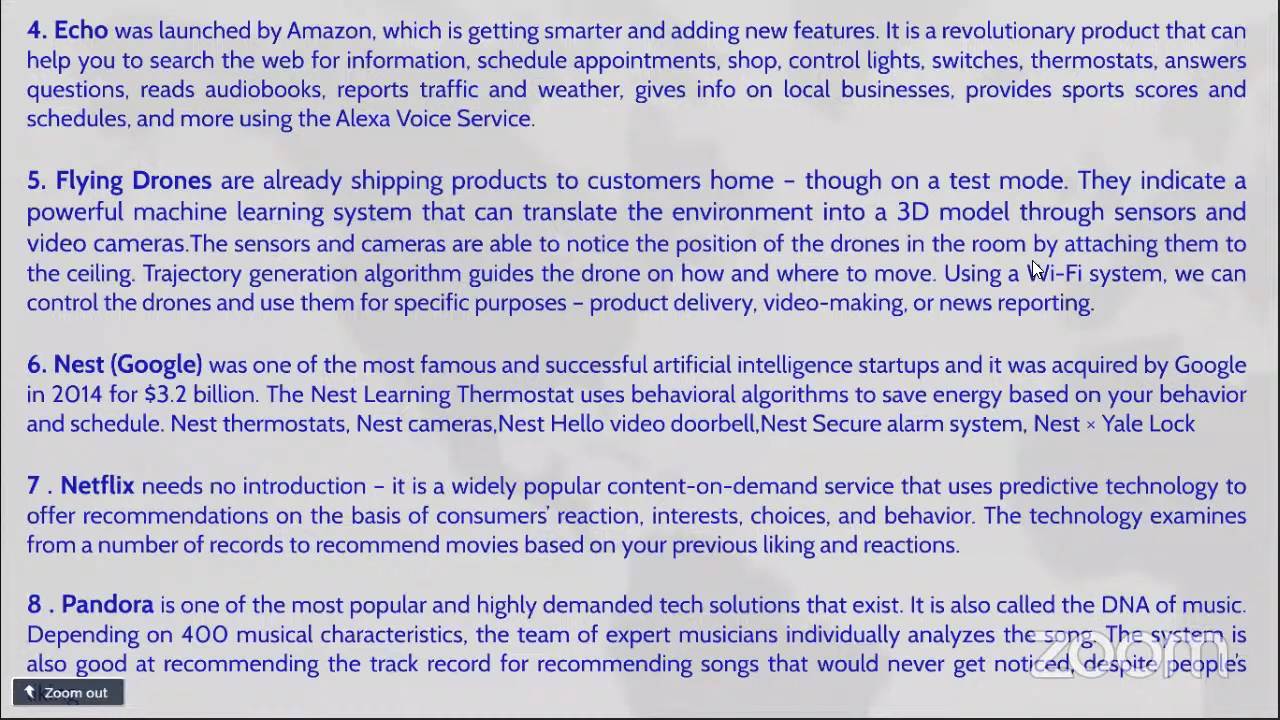 4. Echo was launched by Amazon, which is getting smarter and adding new features. It is a revolutionary product that can
help you to search the web for information, schedule appointments, shop, control lights, switches, thermostats, answers
questions, reads audiobooks, reports traffic and weather, gives info on local businesses, provides sports scores and
schedules, and more using the Alexa Voice Service.
5. Flying Drones are already shipping products to customers home – though on a test mode. They indicate a
powerful machine learning system that can translate the environment into a 3D model through sensors and
video cameras.The sensors and cameras are able to notice the position of the drones in the room by attaching them to
the ceiling. Trajectory generation algorithm guides the drone on how and where to move. Using a Wi-Fi system, we can
control the drones and use them for specific purposes – product delivery, video-making, or news reporting.
6. Nest (Google) was one of the most famous and successful artificial intelligence startups and it was acquired by Google
in 2014 for $3.2 billion. The Nest Learning Thermostat uses behavioral algorithms to save energy based on your behavior
and schedule. Nest thermostats, Nest cameras,Nest Hello video doorbell,Nest Secure alarm system, Nest × Yale Lock
7 . Netflix needs no introduction – it is a widely popular content-on-demand service that uses predictive technology to
offer recommendations on the basis of consumers' reaction, interests, choices, and behavior. The technology examines
from a number of records to recommend movies based on your previous liking and reactions.
8 . Pandora is one of the most popular and highly demanded tech solutions that exist. It is also called the DNA of music.
Depending on 400 musical characteristics, the team of expert musicians individually analyzes the song. The system is
also good at recommending the track record for recommending songs that would never get noticed, despite people's
zoom
Zoom out